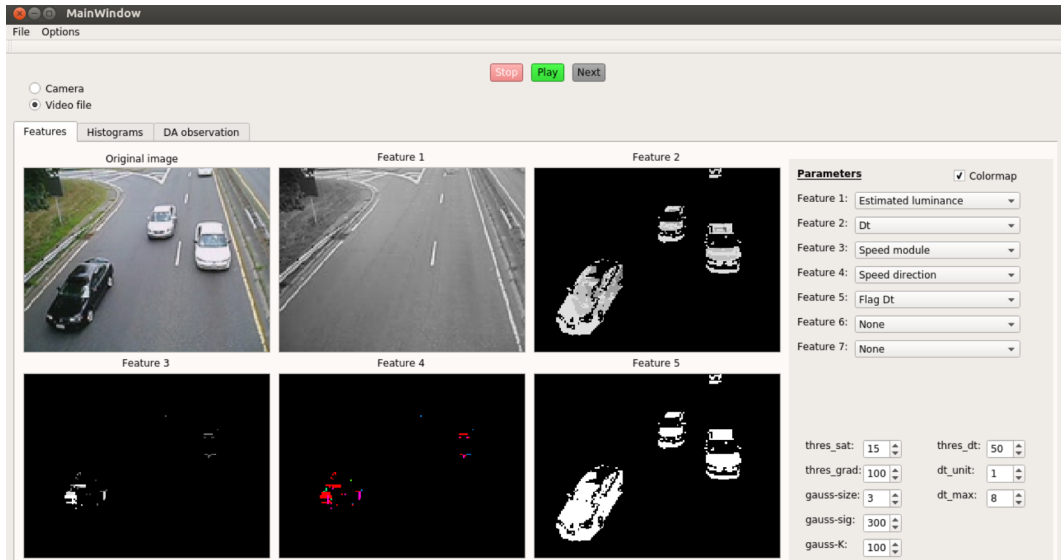 MainWindow
File Options
Stop Play Next
Camera
Video file
Features Histograms DA observation
Original image Feature 1 Feature 2
Parameters Colormap
Feature 1: Estimated luminance
Feature 2: Dt
Feature 3: Speed module
Feature 4: Speed direction
Feature 5: Flag Dt
Feature 6: None
Feature 7: None
Feature 3 Feature 4 Feature 5
thres_sat: 15 thres_dt: 50
thres_grad: 100 dt_unit: 1
gauss-size: 3 dt_max: 8
gauss-sig: 300
gauss-K: 100